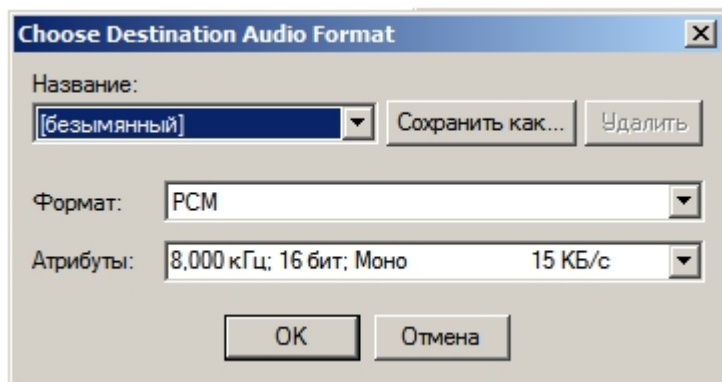 Choose Destination Audio Format
Название:
[безымянный] Сохранить как... Удалить
Формат: PCM
Атрибуты: 8,000 кГц; 16 бит; Моно 15 КБ/с
OK Отмена